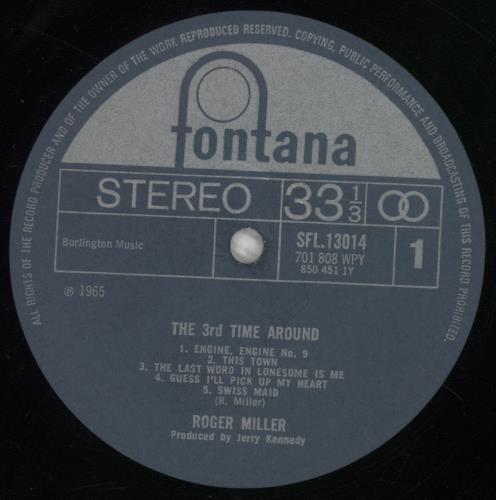 ALL RIGHTS OF THE RECORD PRODUCER AND OF THE OWNER OF THE WORK REPRODUCED RESERVED. COPYING, PUBLIC PERFORMANCE AND BROADCASTING OF THIS RECORD PROHIBITED.
fontana
STEREO 33 1/3
Burlington Music
SFL.13014
701 808 WPY
850 451 1Y
1
℗ 1965
THE 3rd TIME AROUND
1. ENGINE, ENGINE No. 9
2. THIS TOWN
3. THE LAST WORD IN LONESOME IS ME
4. GUESS I'LL PICK UP MY HEART
5. SWISS MAID
(R. Miller)
ROGER MILLER
Produced by Jerry Kennedy